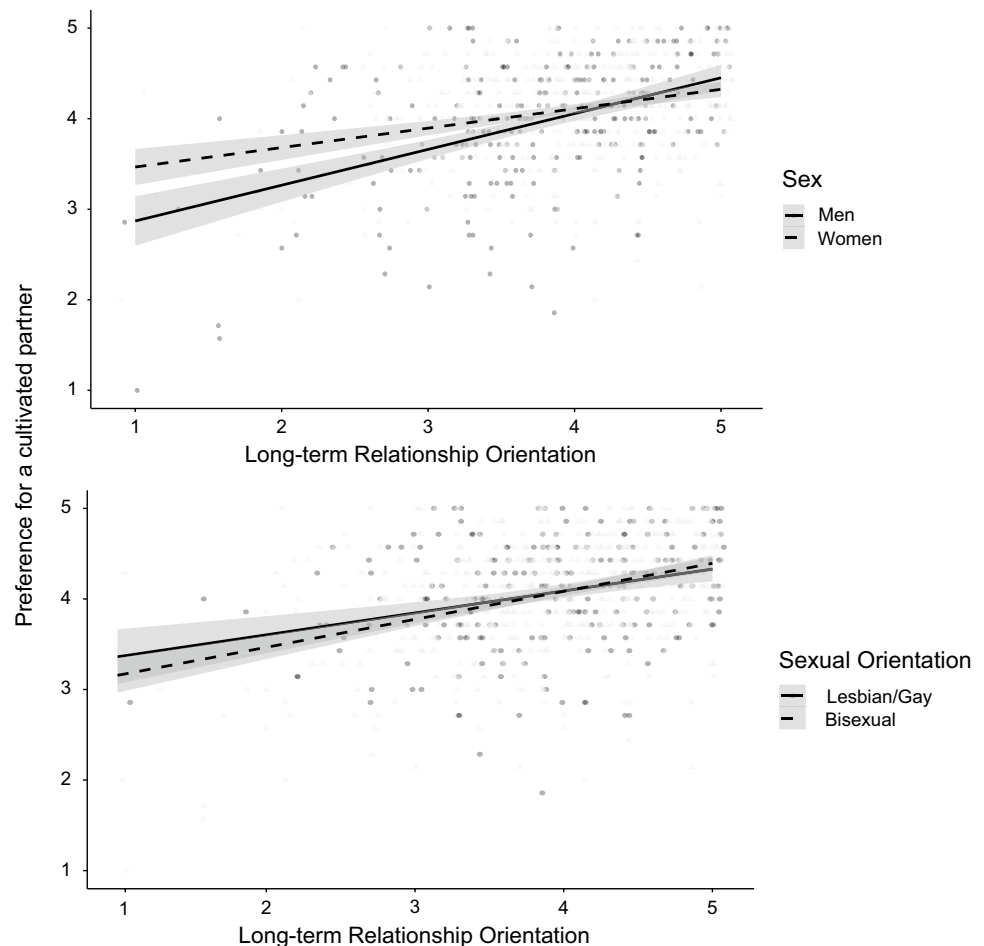 Preference for a cultivated partner
5
4
3
2
1
1 2 3 4 5
Long-term Relationship Orientation
Sex
Men
Women
5
4
3
2
1
1 2 3 4 5
Long-term Relationship Orientation
Sexual Orientation
Lesbian/Gay
Bisexual